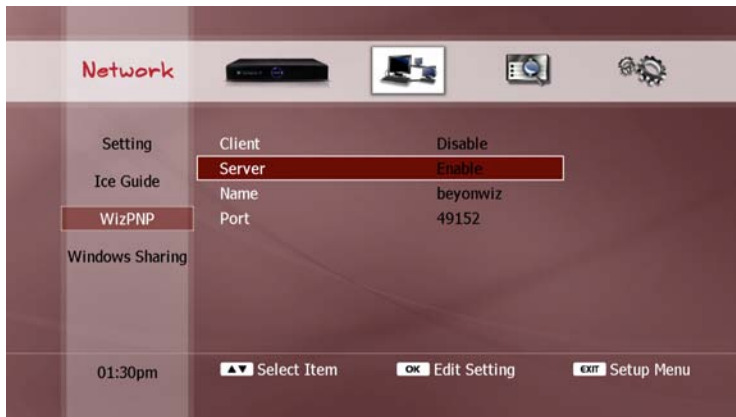 Network
Setting
Ice Guide
WizPNP
Windows Sharing
Client Disable
Server Enable
Name beyonwiz
Port 49152
01:30pm
▲▼ Select Item OK Edit Setting EXIT Setup Menu